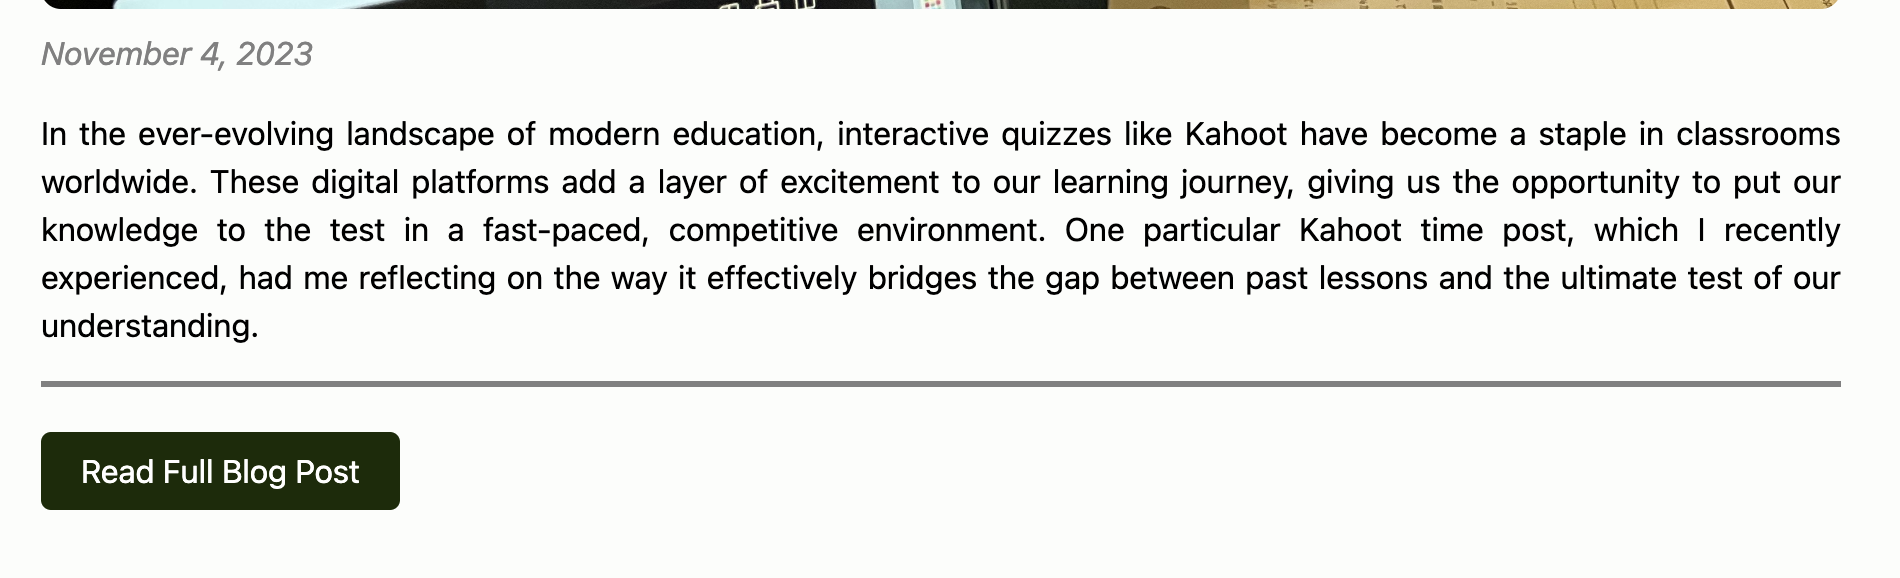 November 4, 2023
In the ever-evolving landscape of modern education, interactive quizzes like Kahoot have become a staple in classrooms
worldwide. These digital platforms add a layer of excitement to our learning journey, giving us the opportunity to put our
knowledge to the test in a fast-paced, competitive environment. One particular Kahoot time post, which I recently
experienced, had me reflecting on the way it effectively bridges the gap between past lessons and the ultimate test of our
understanding.
Read Full Blog Post